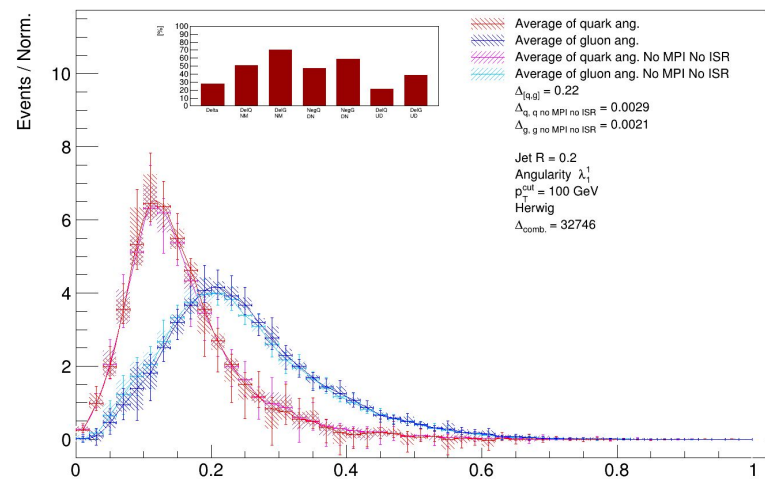 Events / Norm.
10
8
6
4
2
0
0
0.2
0.4
0.6
0.8
1
[%]
100
90
80
70
60
50
40
30
20
10
0
Delta
DelQ NM
DelG NM
NegQ DN
NegG DN
DelQ UD
DelG UD
Average of quark ang.
Average of gluon ang.
Average of quark ang. No MPI No ISR
Average of gluon ang. No MPI No ISR
Δ[q,g] = 0.22
Δq, q no MPI no ISR = 0.0029
Δg, g no MPI no ISR = 0.0021
Jet R = 0.2
Angularity λ¹₁
pTcut = 100 GeV
Herwig
Δcomb. = 32746